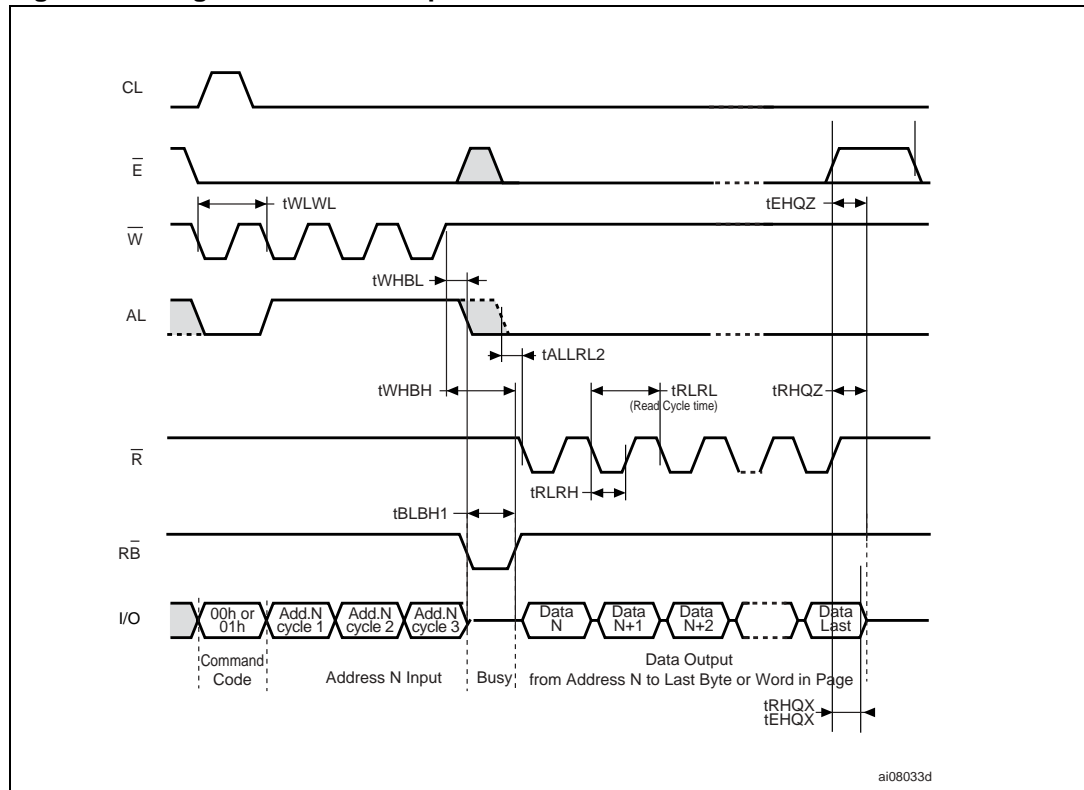 CL
E
tWLWL
tEHQZ
W
tWHBL
AL
tALLRL2
tWHBH
tRLRL
(Read Cycle time)
tRHQZ
R
tRLRH
tBLBH1
RB
I/O
00h or
01h
Add.N
cycle 1
Add.N
cycle 2
Add.N
cycle 3
Data
N
Data
N+1
Data
N+2
Data
Last
Command
Code
Address N Input
Busy
Data Output
from Address N to Last Byte or Word in Page
tRHQX
tEHQX
ai08033d